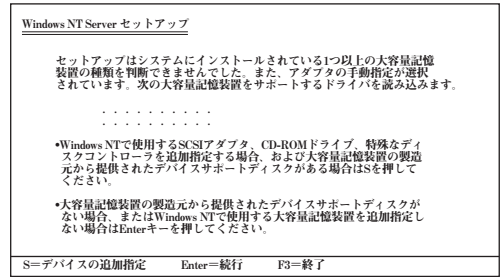 Windows NT Server セットアップ
セットアップはシステムにインストールされている1つ以上の大容量記憶
装置の種類を判断できませんでした。また、アダプタの手動指定が選択
されています。次の大容量記憶装置をサポートするドライバを読み込みます。
. . . . . . . . . .
. . . . . . . . . .
•Windows NTで使用するSCSIアダプタ、CD-ROMドライブ、特殊なディ
スクコントローラを追加指定する場合、および大容量記憶装置の製造
元から提供されたデバイスサポートディスクがある場合はSを押して
ください。
•大容量記憶装置の製造元から提供されたデバイスサポートディスクが
ない場合、またはWindows NTで使用する大容量記憶装置を追加指定し
ない場合はEnterキーを押してください。
S=デバイスの追加指定 Enter=続行 F3=終了